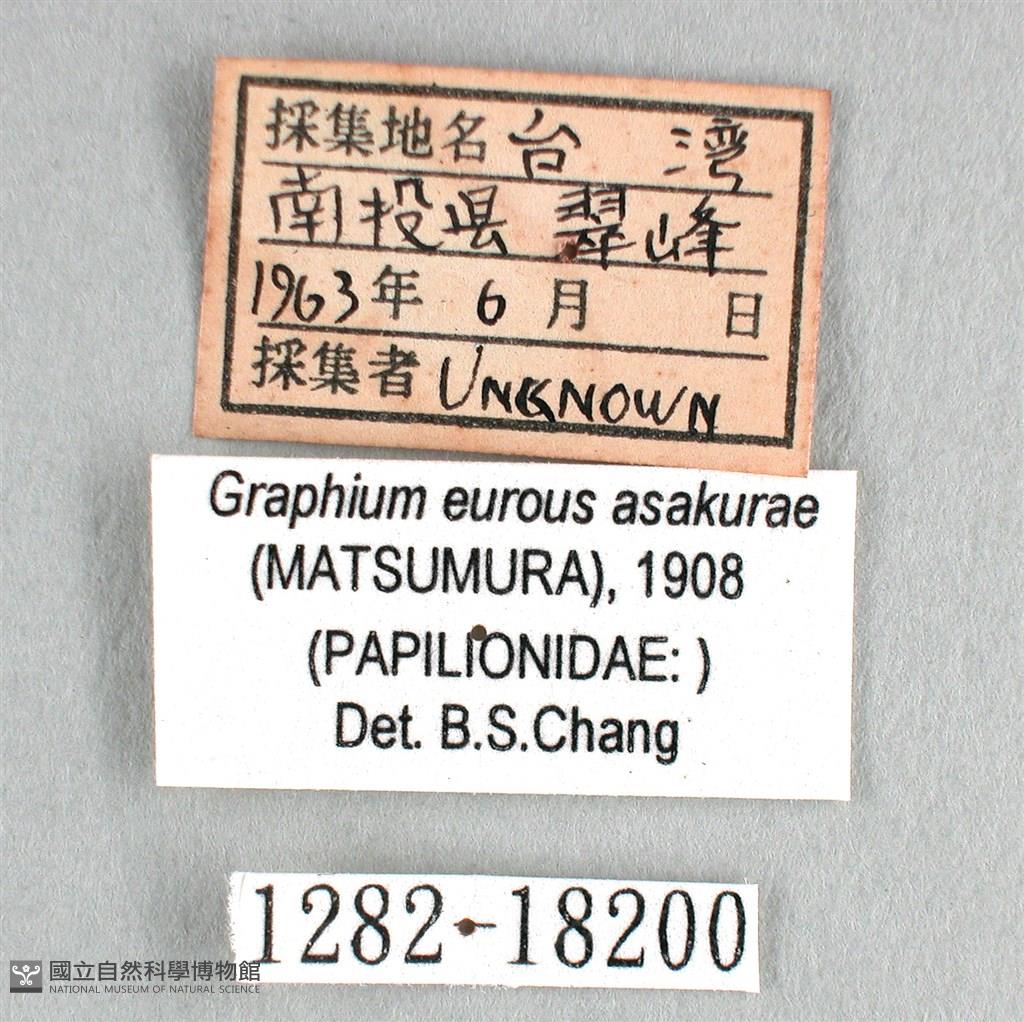 採集地名 台 湾
南投県 翠峰
1963年 6月 日
採集者 UNKNOWN
Graphium eurous asakurae
(MATSUMURA), 1908
(PAPILIONIDAE: )
Det. B.S.Chang
1282-18200
國立自然科學博物館
NATIONAL MUSEUM OF NATURAL SCIENCE